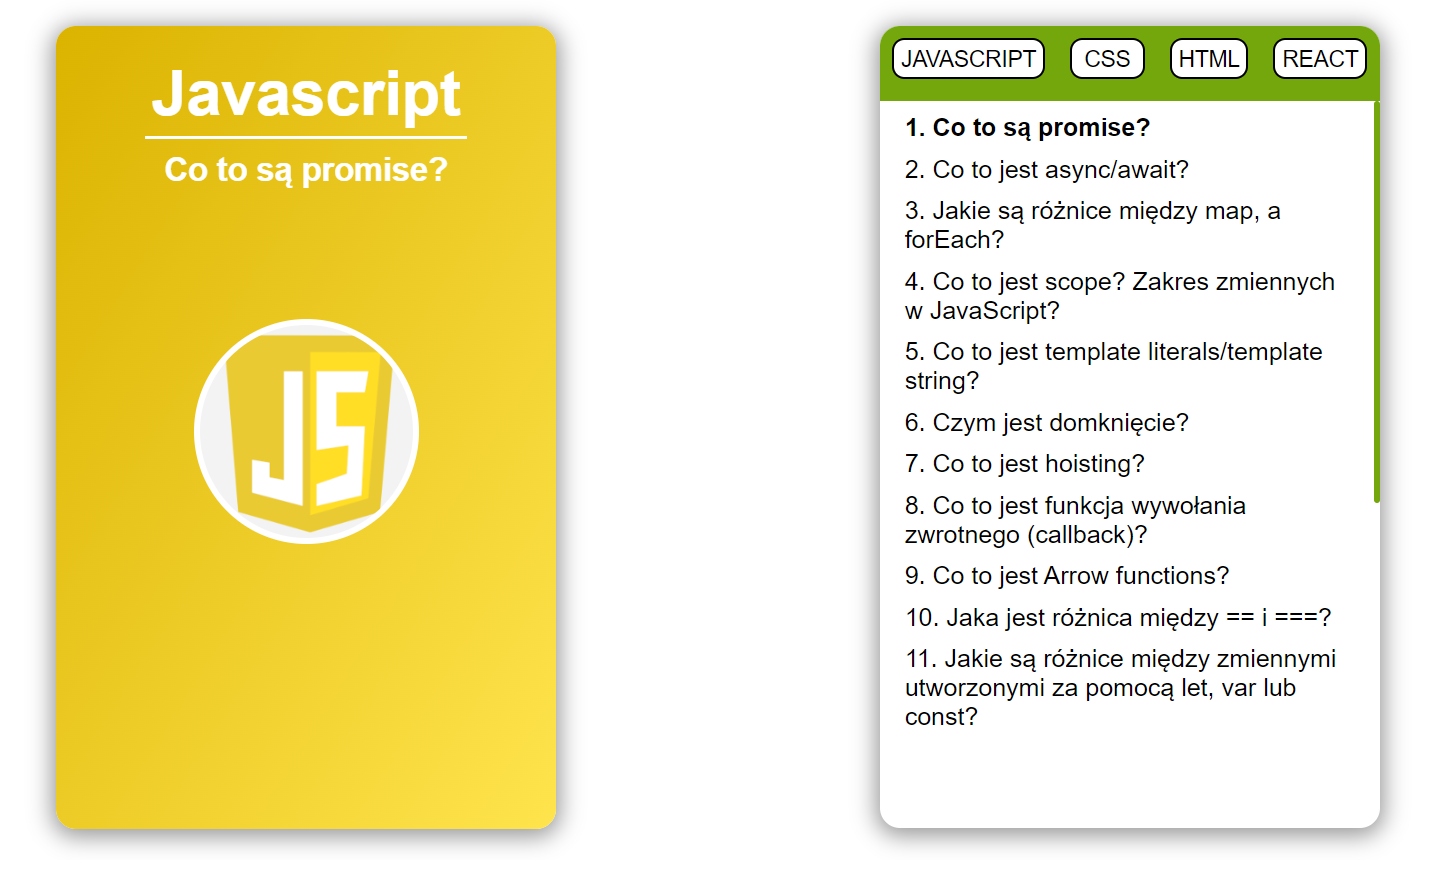 Javascript
Co to są promise?
JS
JAVASCRIPT
CSS
HTML
REACT
1. Co to są promise?
2. Co to jest async/await?
3. Jakie są różnice między map, a
forEach?
4. Co to jest scope? Zakres zmiennych
w JavaScript?
5. Co to jest template literals/template
string?
6. Czym jest domknięcie?
7. Co to jest hoisting?
8. Co to jest funkcja wywołania
zwrotnego (callback)?
9. Co to jest Arrow functions?
10. Jaka jest różnica między == i ===?
11. Jakie są różnice między zmiennymi
utworzonymi za pomocą let, var lub
const?